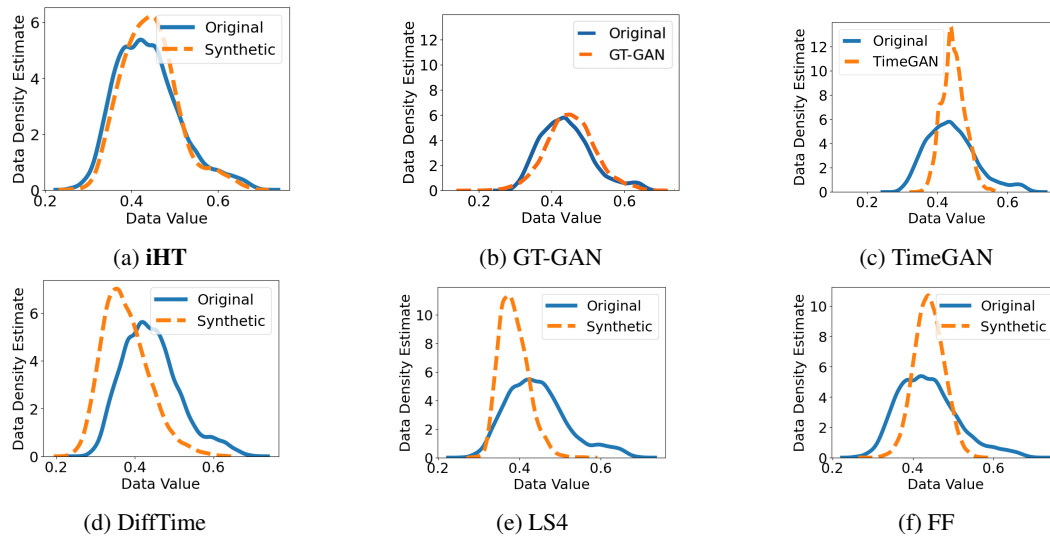 Data Density Estimate
6
4
2
0
0.2
0.4
0.6
Data Value
Original
Synthetic
(a) iHT
Data Density Estimate
12
10
8
6
4
2
0
0.2
0.4
0.6
Data Value
Original
GT-GAN
(b) GT-GAN
Data Density Estimate
12
10
8
6
4
2
0
0.2
0.4
0.6
Data Value
Original
TimeGAN
(c) TimeGAN
Data Density Estimate
6
4
2
0
0.2
0.4
0.6
Data Value
Original
Synthetic
(d) DiffTime
Data Density Estimate
10
8
6
4
2
0
0.2
0.4
0.6
Data Value
Original
Synthetic
(e) LS4
Data Density Estimate
10
8
6
4
2
0
0.2
0.4
0.6
Data Value
Original
Synthetic
(f) FF